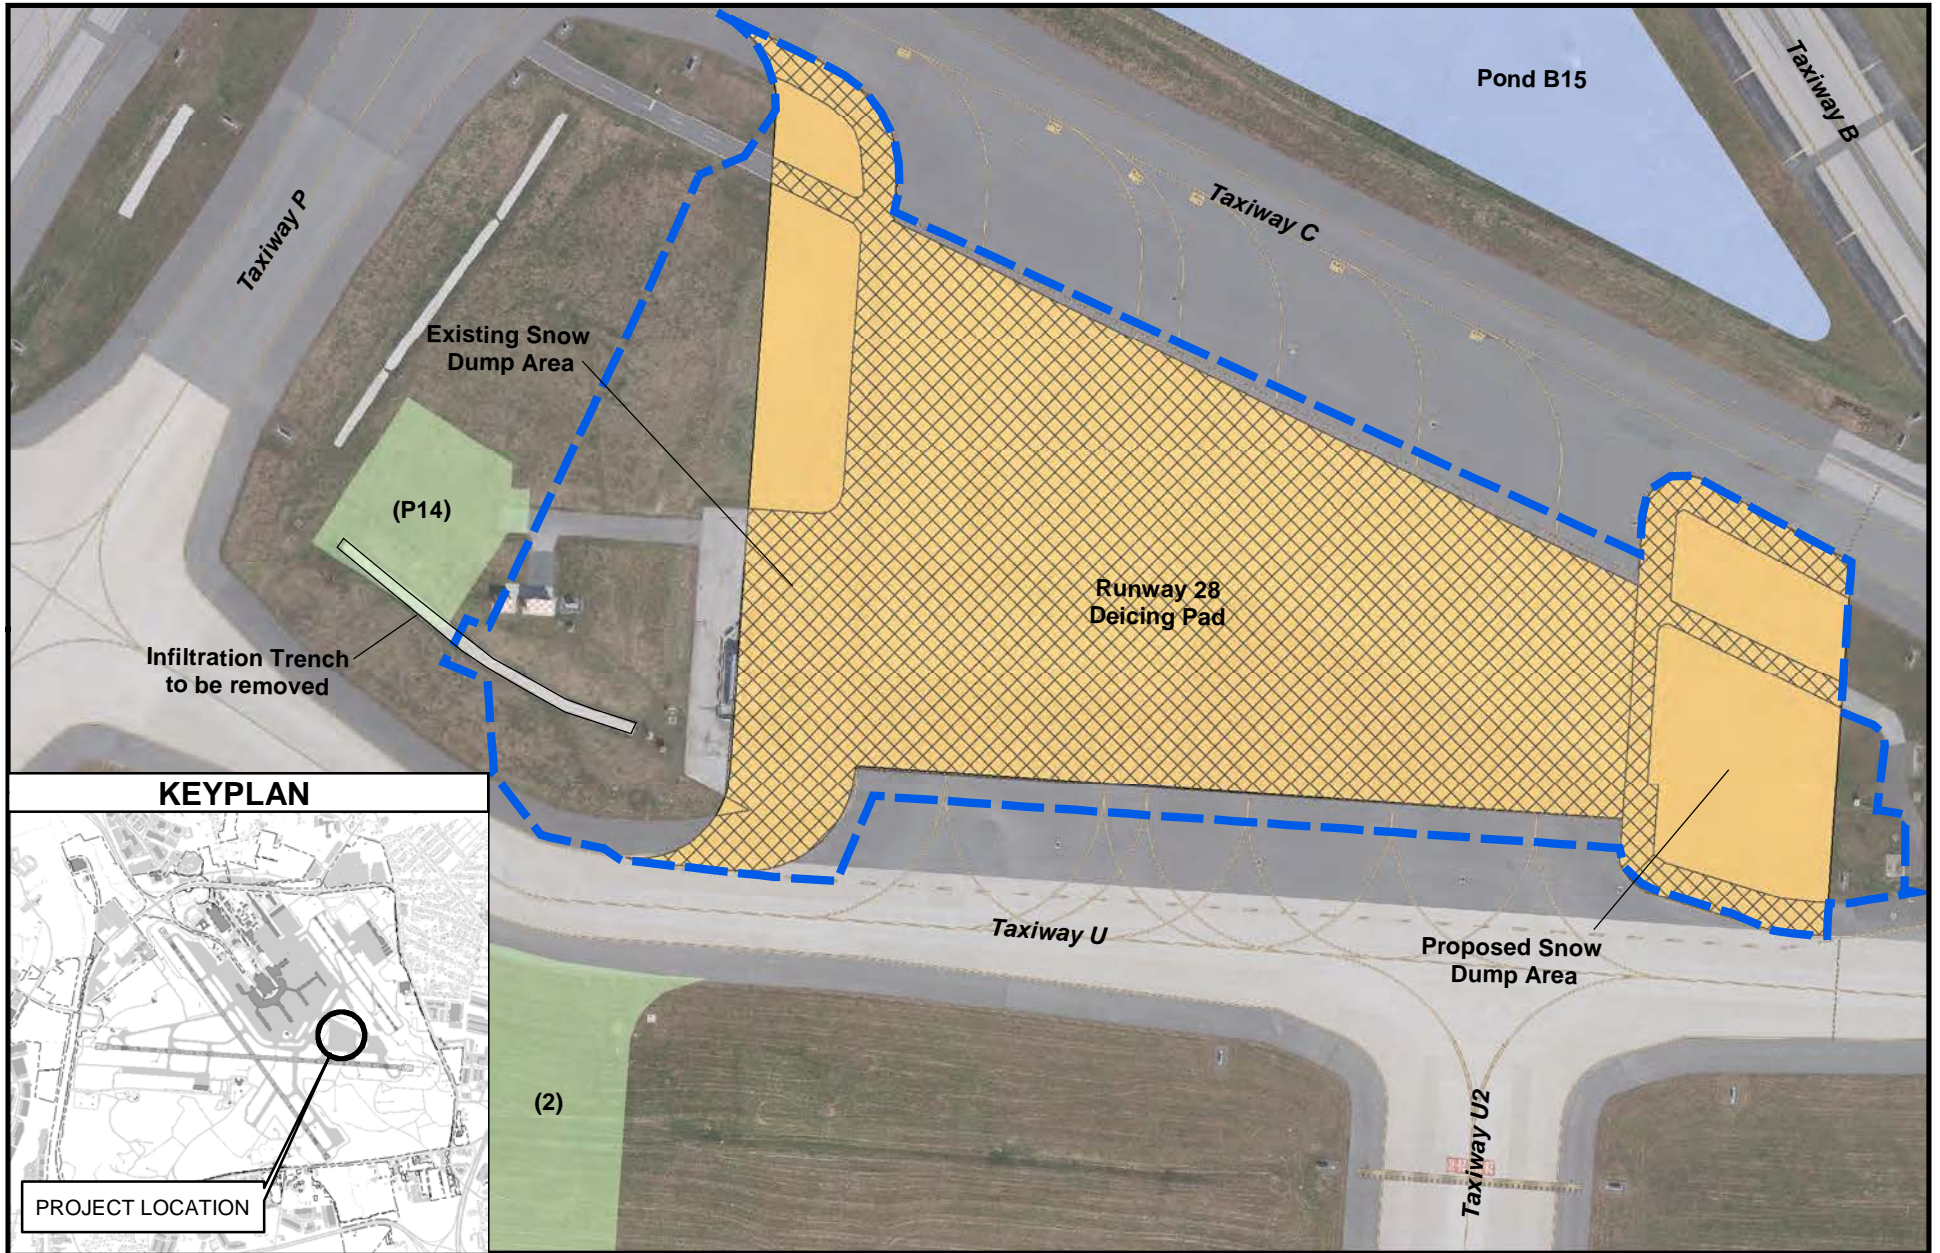 Pond B15
Taxiway B
Taxiway P
Taxiway C
Existing Snow
Dump Area
(P14)
Runway 28
Deicing Pad
Infiltration Trench
to be removed
KEYPLAN
PROJECT LOCATION
Taxiway U
Proposed Snow
Dump Area
(2)
Taxiway U2